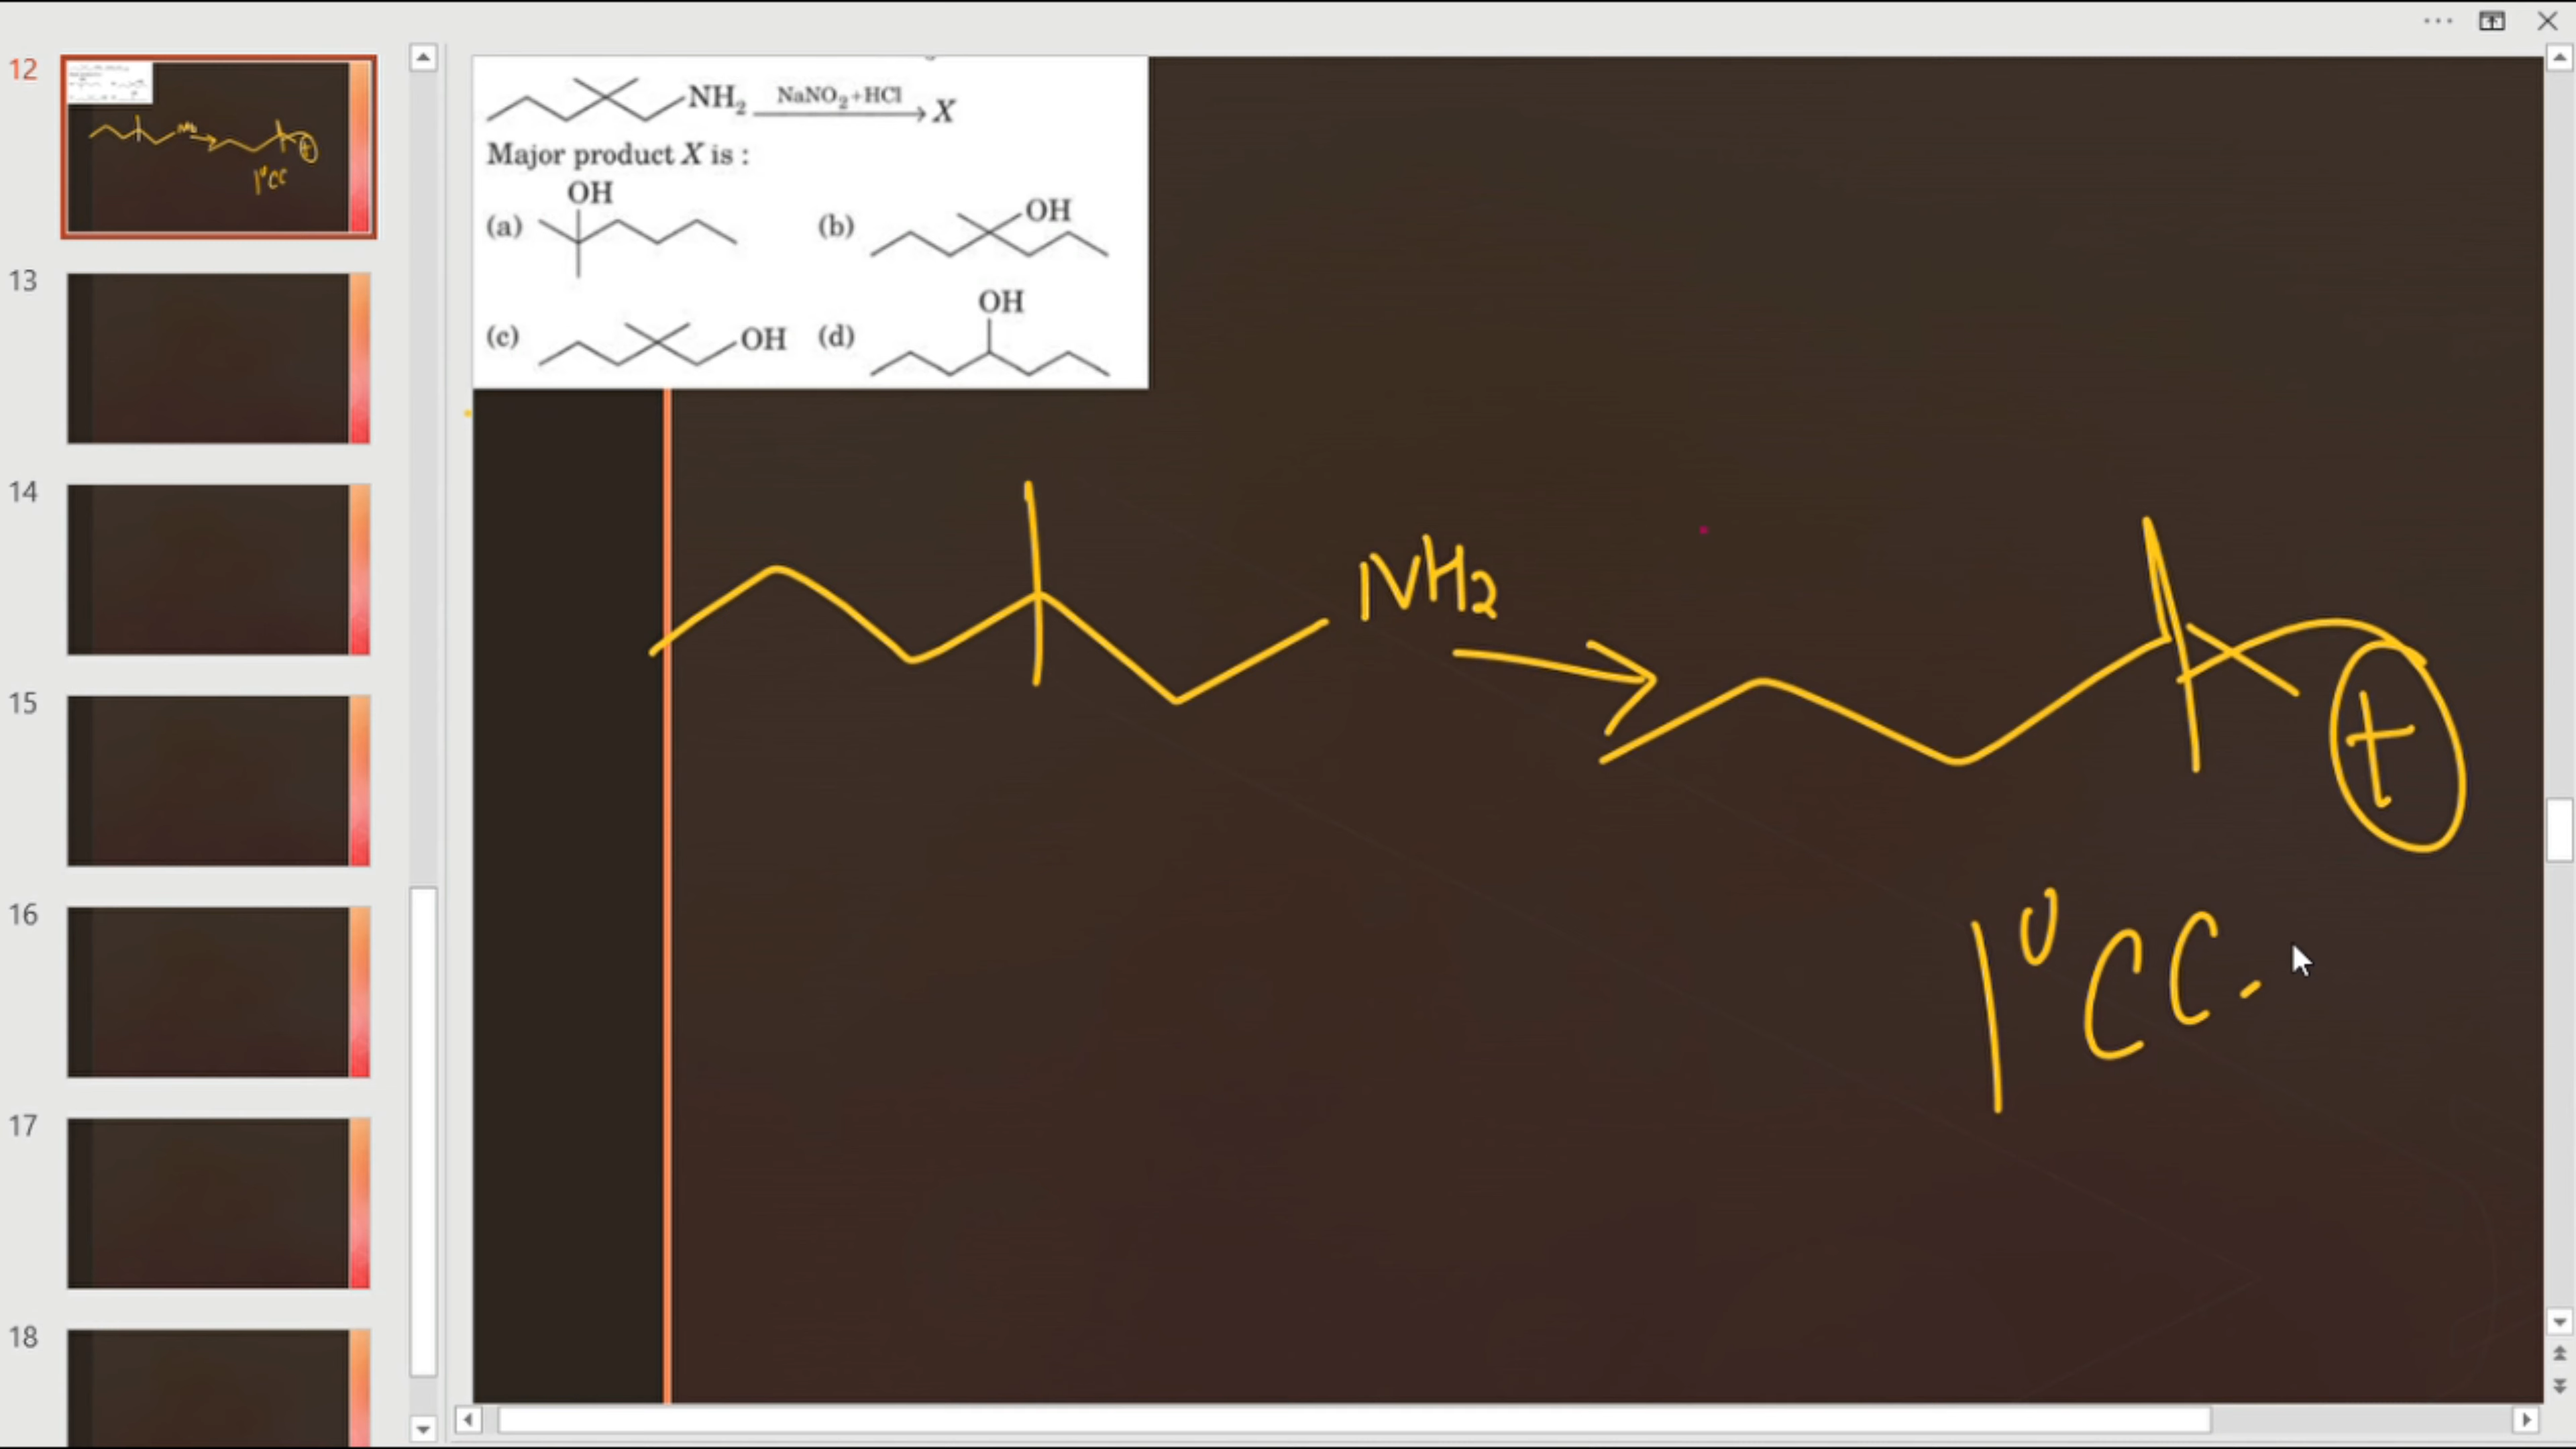 12
13
14
15
16
17
18
NH₂ NaNO₂+HCl X
Major product X is :
OH
(a)
(b) OH
(c) OH
(d) OH
NH2
+
1⁰ CC.